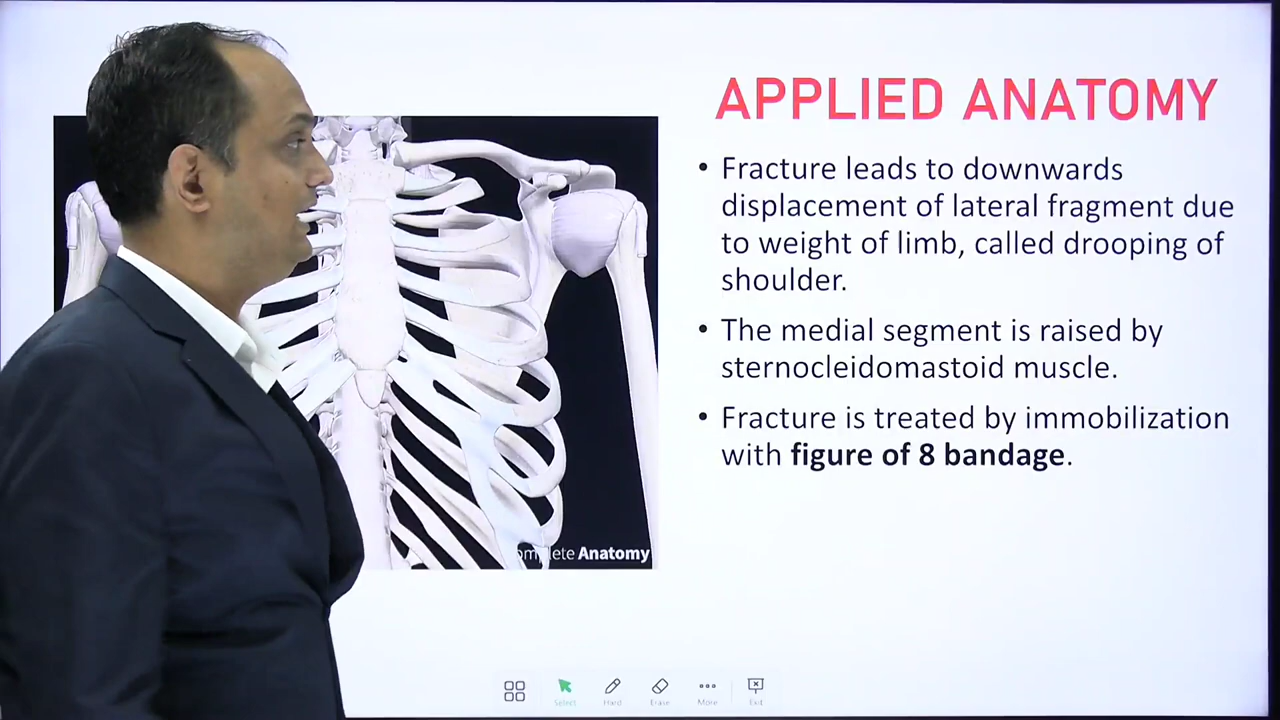 APPLIED ANATOMY
• Fracture leads to downwards
displacement of lateral fragment due
to weight of limb, called drooping of
shoulder.
• The medial segment is raised by
sternocleidomastoid muscle.
• Fracture is treated by immobilization
with figure of 8 bandage.
omplete Anatomy
Select Hard Erase More Exit